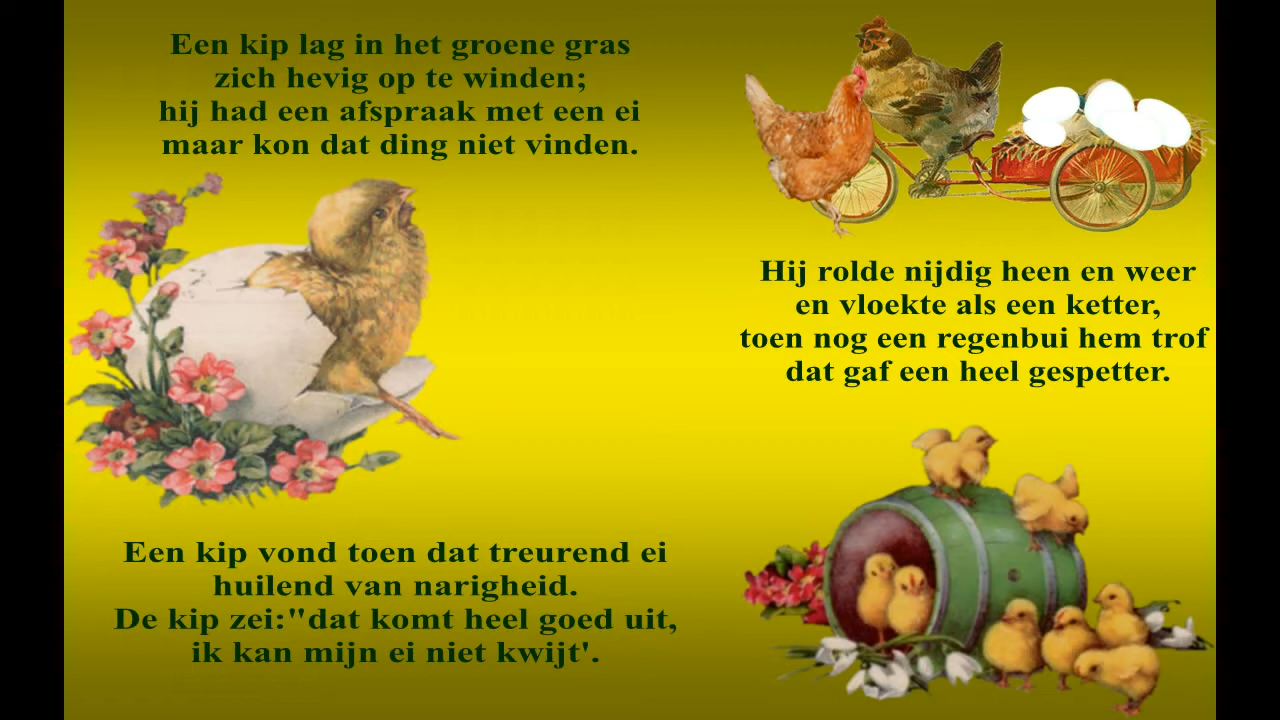 Een kip lag in het groene gras
zich hevig op te winden;
hij had een afspraak met een ei
maar kon dat ding niet vinden.
Hij rolde nijdig heen en weer
en vloekte als een ketter,
toen nog een regenbui hem trof
dat gaf een heel gespetter.
Een kip vond toen dat treurend ei
huilend van narigheid.
De kip zei:"dat komt heel goed uit,
ik kan mijn ei niet kwijt'.